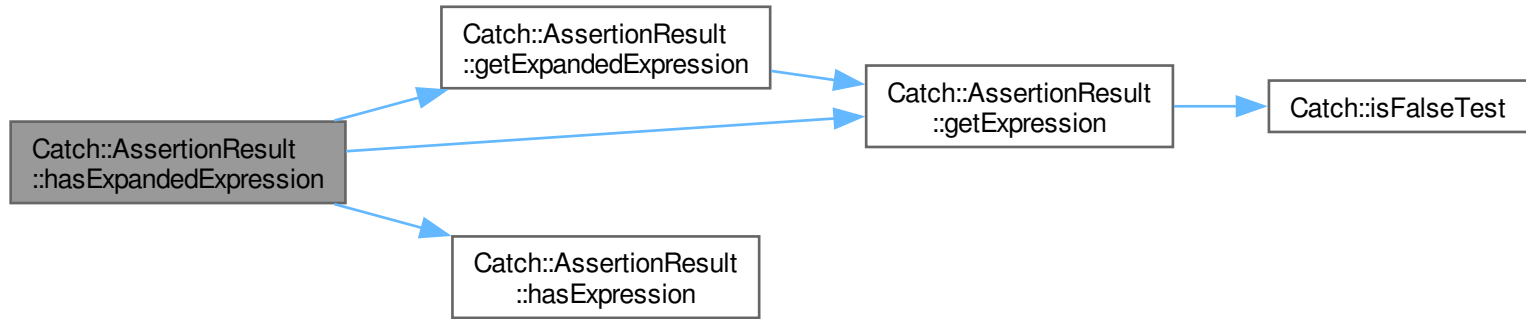 Catch::AssertionResult
::hasExpandedExpression
Catch::AssertionResult
::getExpandedExpression
Catch::AssertionResult
::getExpression
Catch::isFalseTest
Catch::AssertionResult
::hasExpression